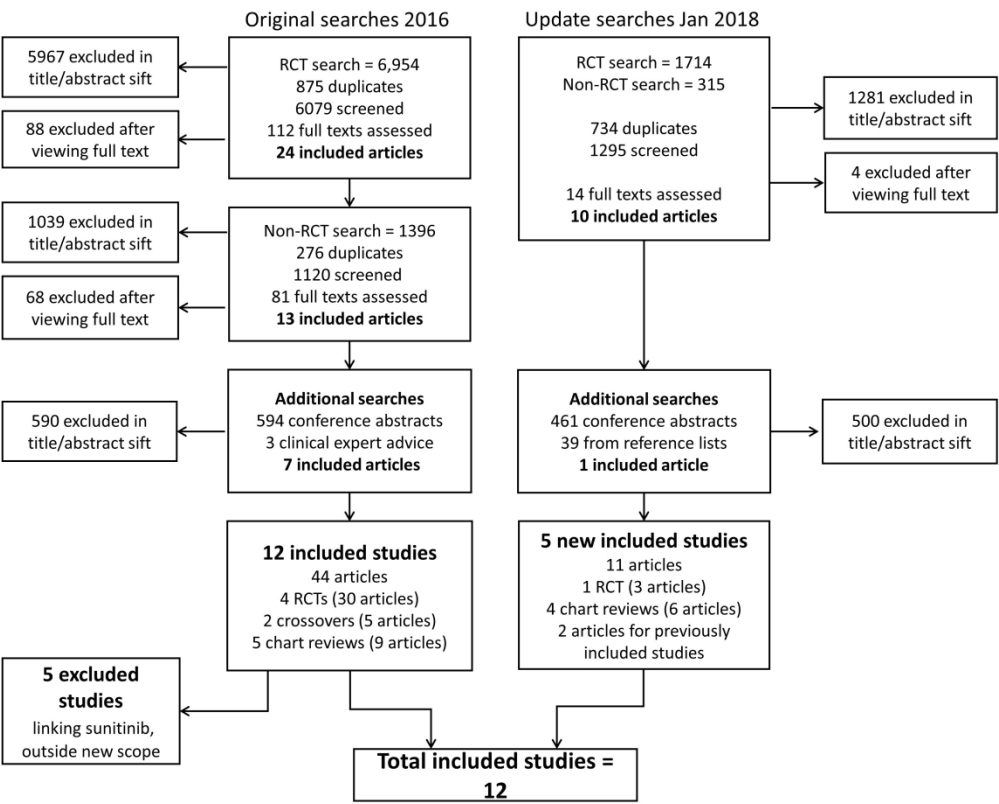 Original searches 2016
5967 excluded in
title/abstract sift
RCT search = 6,954
875 duplicates
6079 screened
112 full texts assessed
24 included articles
88 excluded after
viewing full text
1039 excluded in
title/abstract sift
Non-RCT search = 1396
276 duplicates
1120 screened
81 full texts assessed
13 included articles
68 excluded after
viewing full text
590 excluded in
title/abstract sift
Additional searches
594 conference abstracts
3 clinical expert advice
7 included articles
12 included studies
44 articles
4 RCTs (30 articles)
2 crossovers (5 articles)
5 chart reviews (9 articles)
5 excluded
studies
linking sunitinib,
outside new scope
Update searches Jan 2018
RCT search = 1714
Non-RCT search = 315
734 duplicates
1295 screened
14 full texts assessed
10 included articles
1281 excluded in
title/abstract sift
4 excluded after
viewing full text
Additional searches
461 conference abstracts
39 from reference lists
1 included article
500 excluded in
title/abstract sift
5 new included studies
11 articles
1 RCT (3 articles)
4 chart reviews (6 articles)
2 articles for previously
included studies
Total included studies =
12